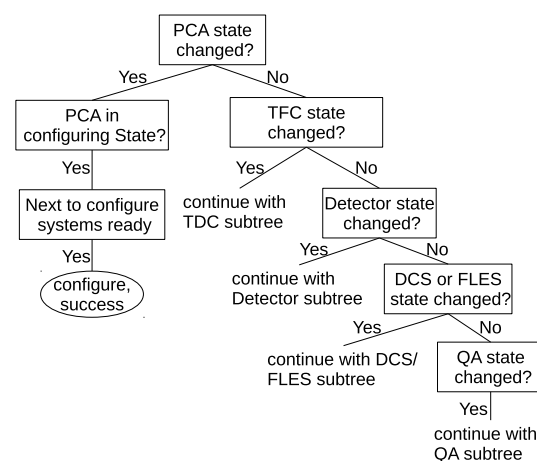 PCA state
changed?
Yes
No
PCA in
configuring State?
TFC state
changed?
Yes
Yes
No
Next to configure
systems ready
continue with
TDC subtree
Detector state
changed?
Yes
Yes
No
configure,
success
continue with
Detector subtree
DCS or FLES
state changed?
Yes
No
continue with DCS/
FLES subtree
QA state
changed?
Yes
continue with
QA subtree